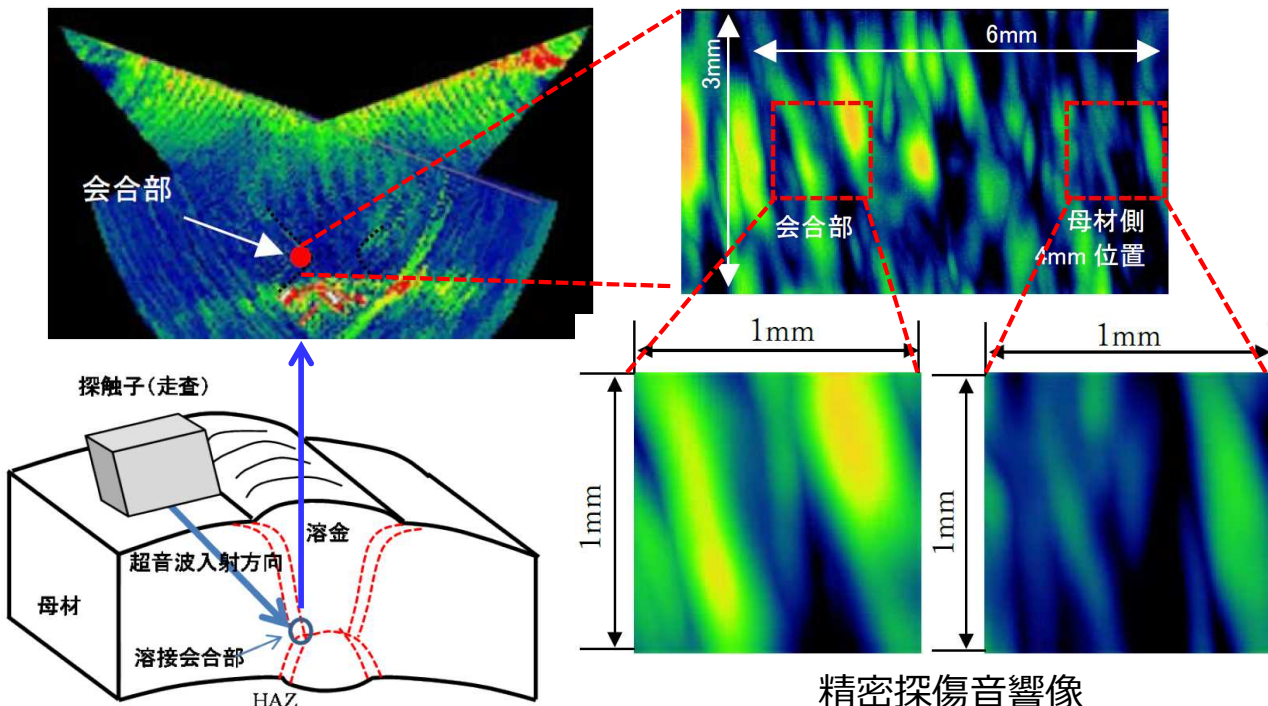 会合部
3mm
6mm
会合部
母材側
4mm 位置
1mm
1mm
1mm
1mm
探触子(走査)
溶金
超音波入射方向
母材
溶接会合部
HAZ
精密探傷音響像